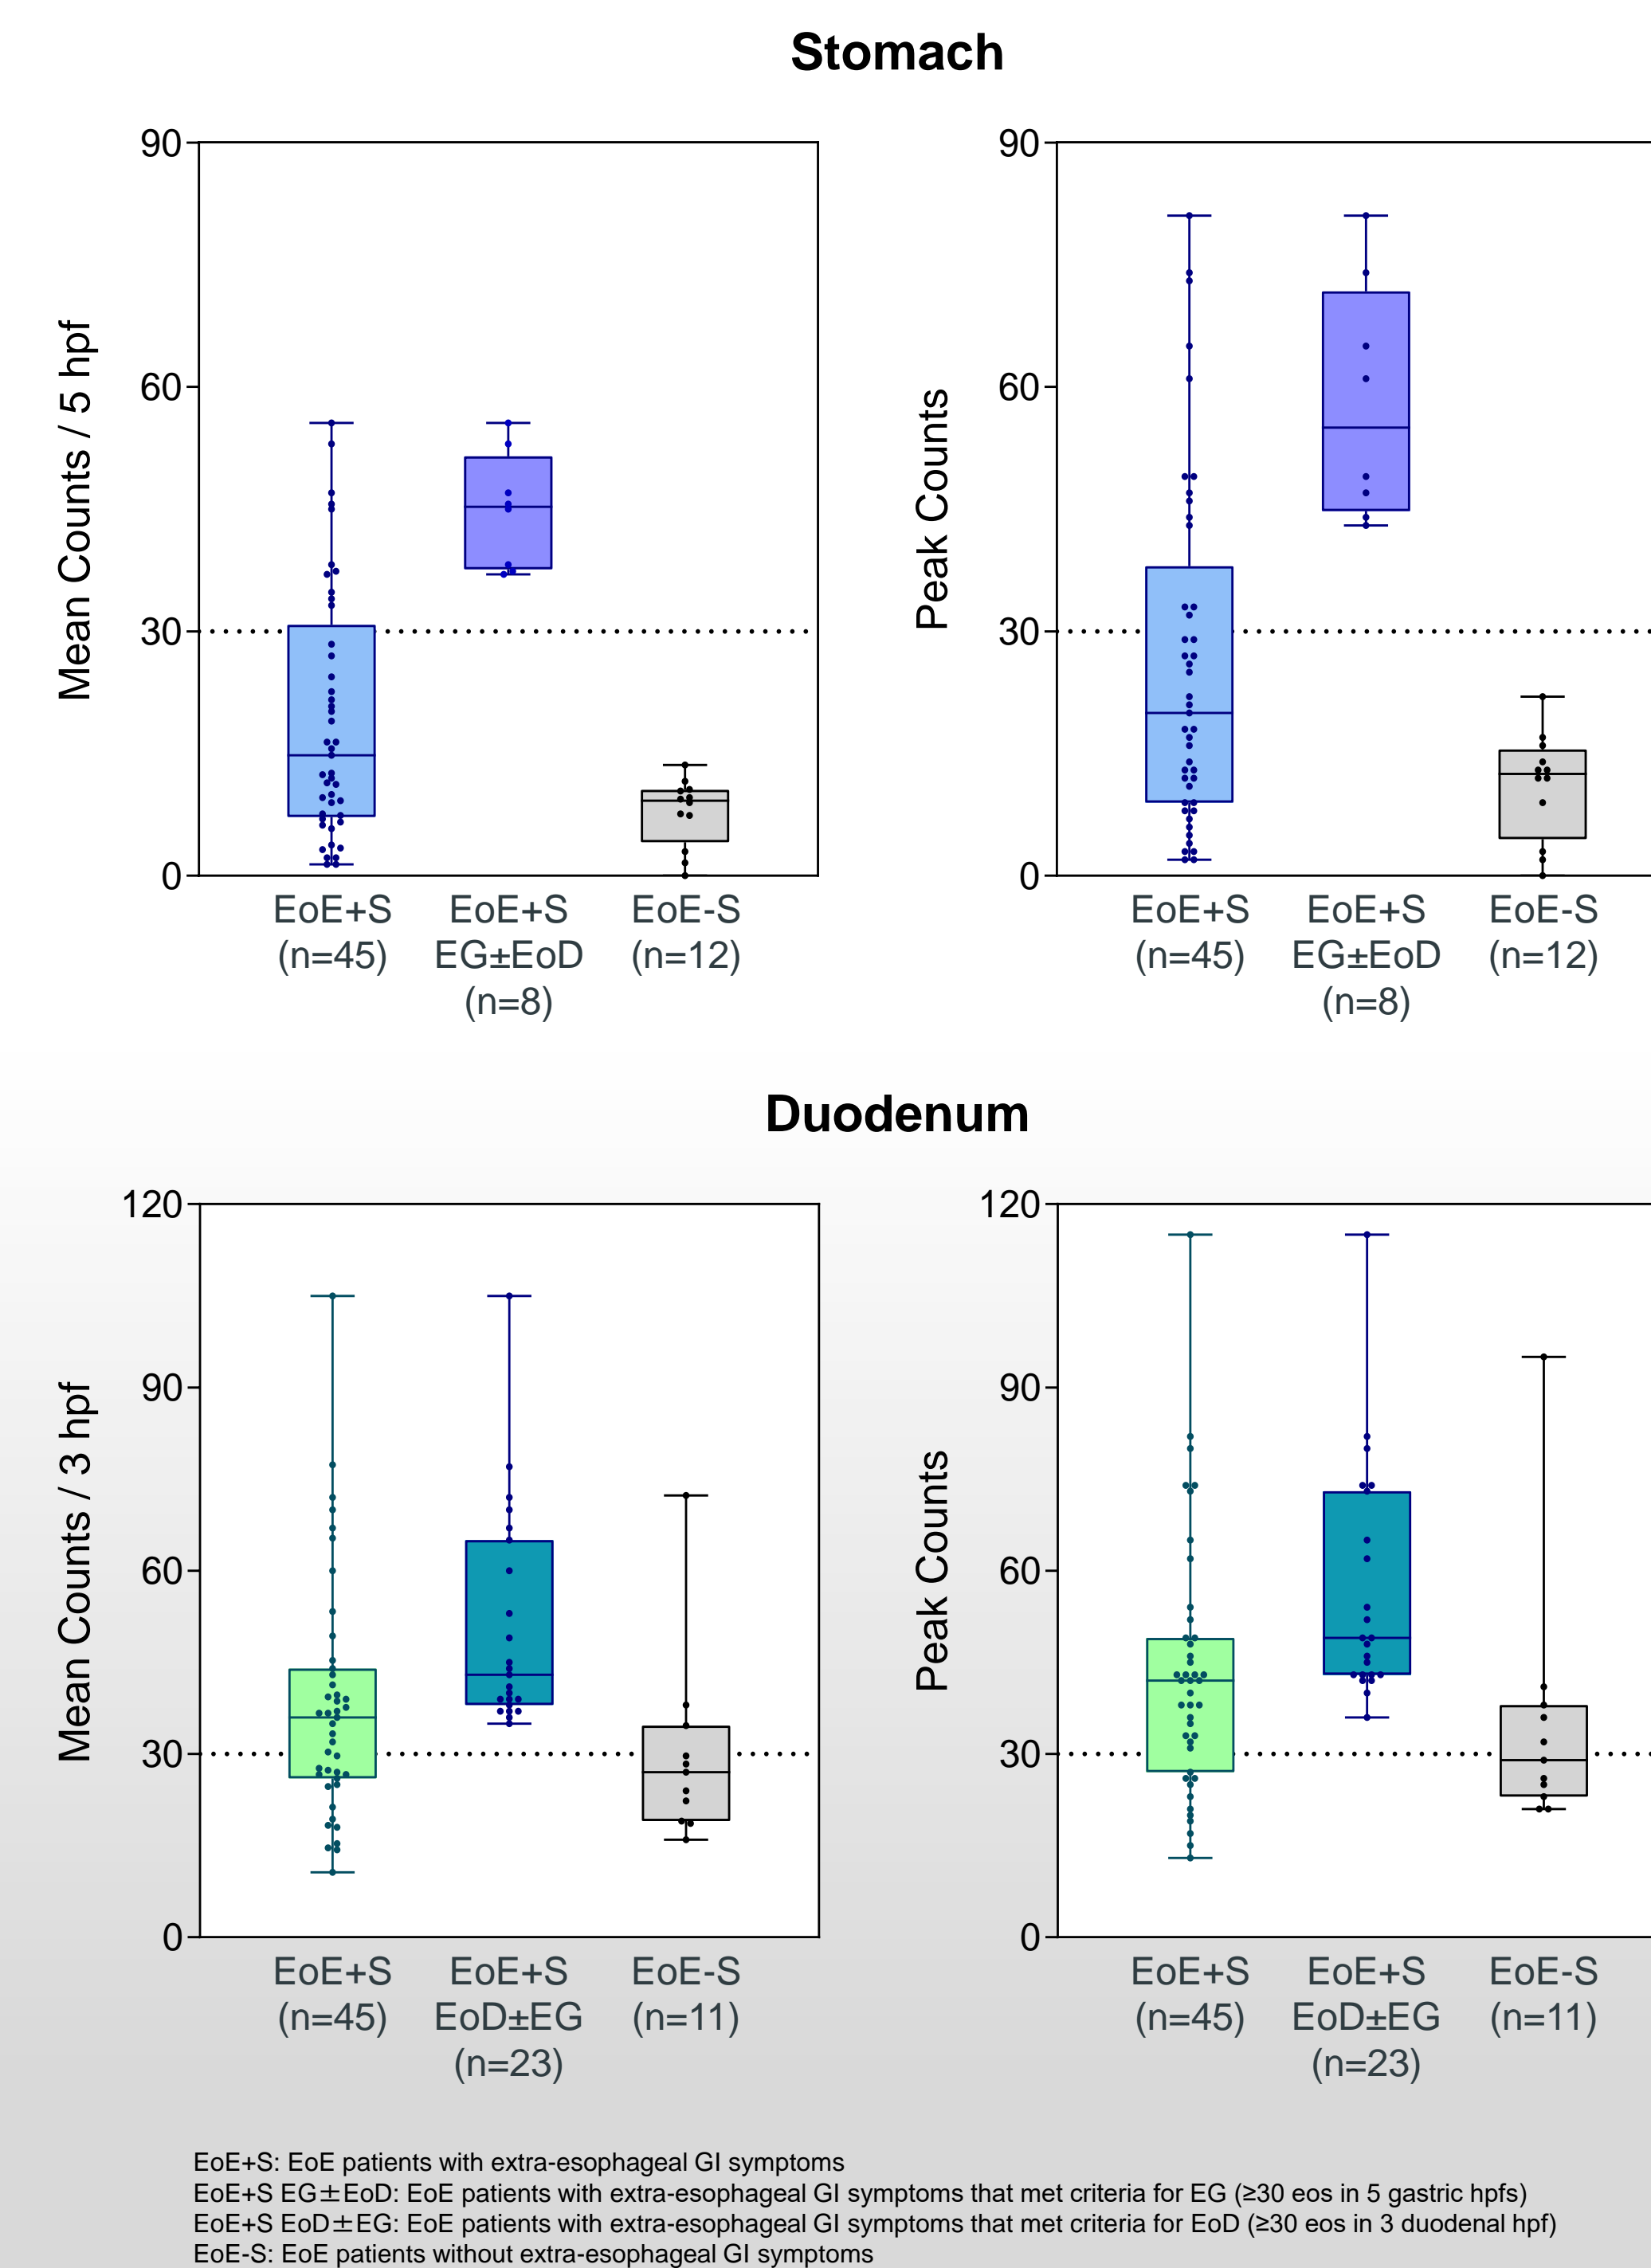 Stomach
90
60
30
0
Mean Counts / 5 hpf
EoE+S
(n=45)
EoE+S
EG±EoD
(n=8)
EoE-S
(n=12)
90
60
30
0
Peak Counts
EoE+S
(n=45)
EoE+S
EG±EoD
(n=8)
EoE-S
(n=12)
Duodenum
120
90
60
30
0
Mean Counts / 3 hpf
EoE+S
(n=45)
EoE+S
EoD±EG
(n=23)
EoE-S
(n=11)
120
90
60
30
0
Peak Counts
EoE+S
(n=45)
EoE+S
EoD±EG
(n=23)
EoE-S
(n=11)
EoE+S: EoE patients with extra-esophageal GI symptoms
EoE+S EG±EoD: EoE patients with extra-esophageal GI symptoms that met criteria for EG (≥30 eos in 5 gastric hpfs)
EoE+S EoD±EG: EoE patients with extra-esophageal GI symptoms that met criteria for EoD (≥30 eos in 3 duodenal hpf)
EoE-S: EoE patients without extra-esophageal GI symptoms